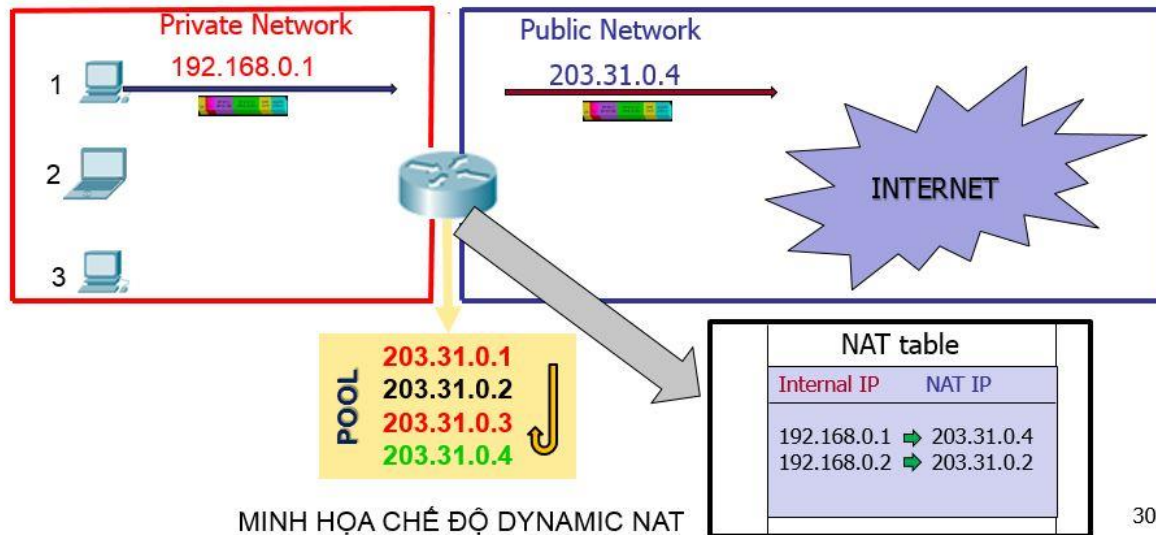 Private Network
192.168.0.1
1
2
3
Public Network
203.31.0.4
INTERNET
POOL
203.31.0.1
203.31.0.2
203.31.0.3
203.31.0.4
NAT table
Internal IP NAT IP
192.168.0.1 203.31.0.4
192.168.0.2 203.31.0.2
MINH HỌA CHẾ ĐỘ DYNAMIC NAT
30